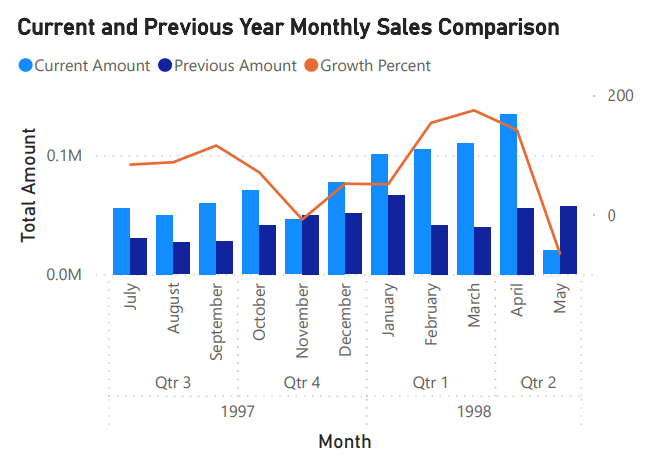 Current and Previous Year Monthly Sales Comparison
Current Amount Previous Amount Growth Percent
200
0.1M
0
0.0M
Total Amount
July August September October November December January February March April May
Qtr 3 Qtr 4 Qtr 1 Qtr 2
1997 1998
Month